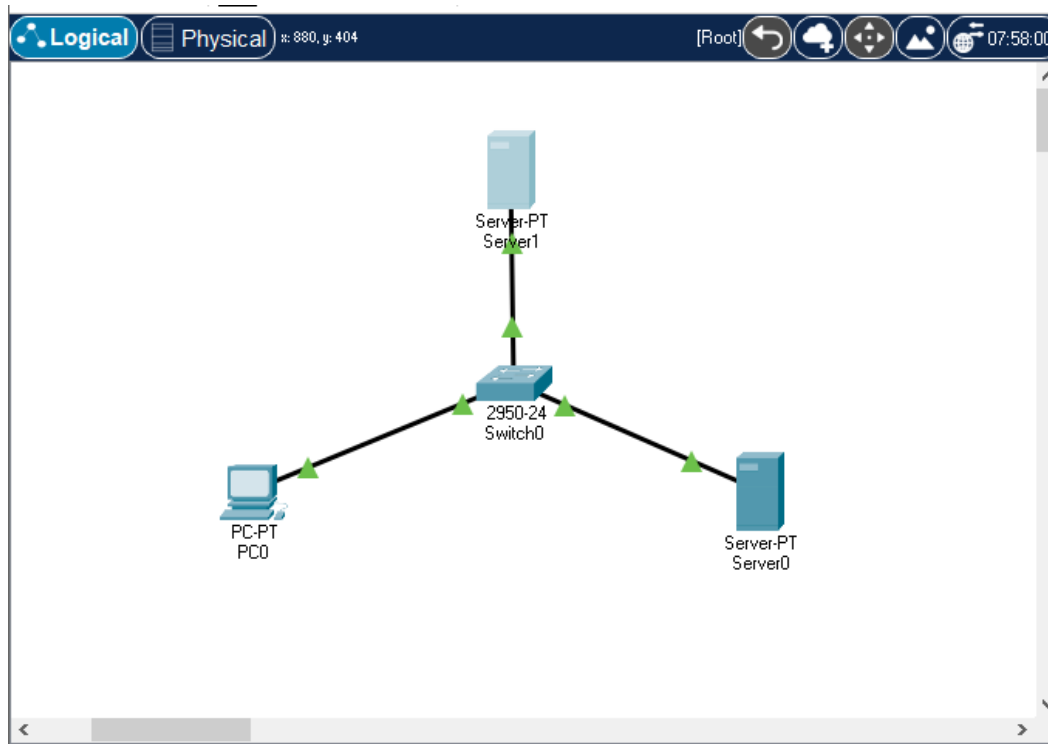 Logical Physical x: 880, y: 404 [Root] 07:58:00
Server-PT
Server1
2950-24
Switch0
PC-PT
PC0
Server-PT
Server0